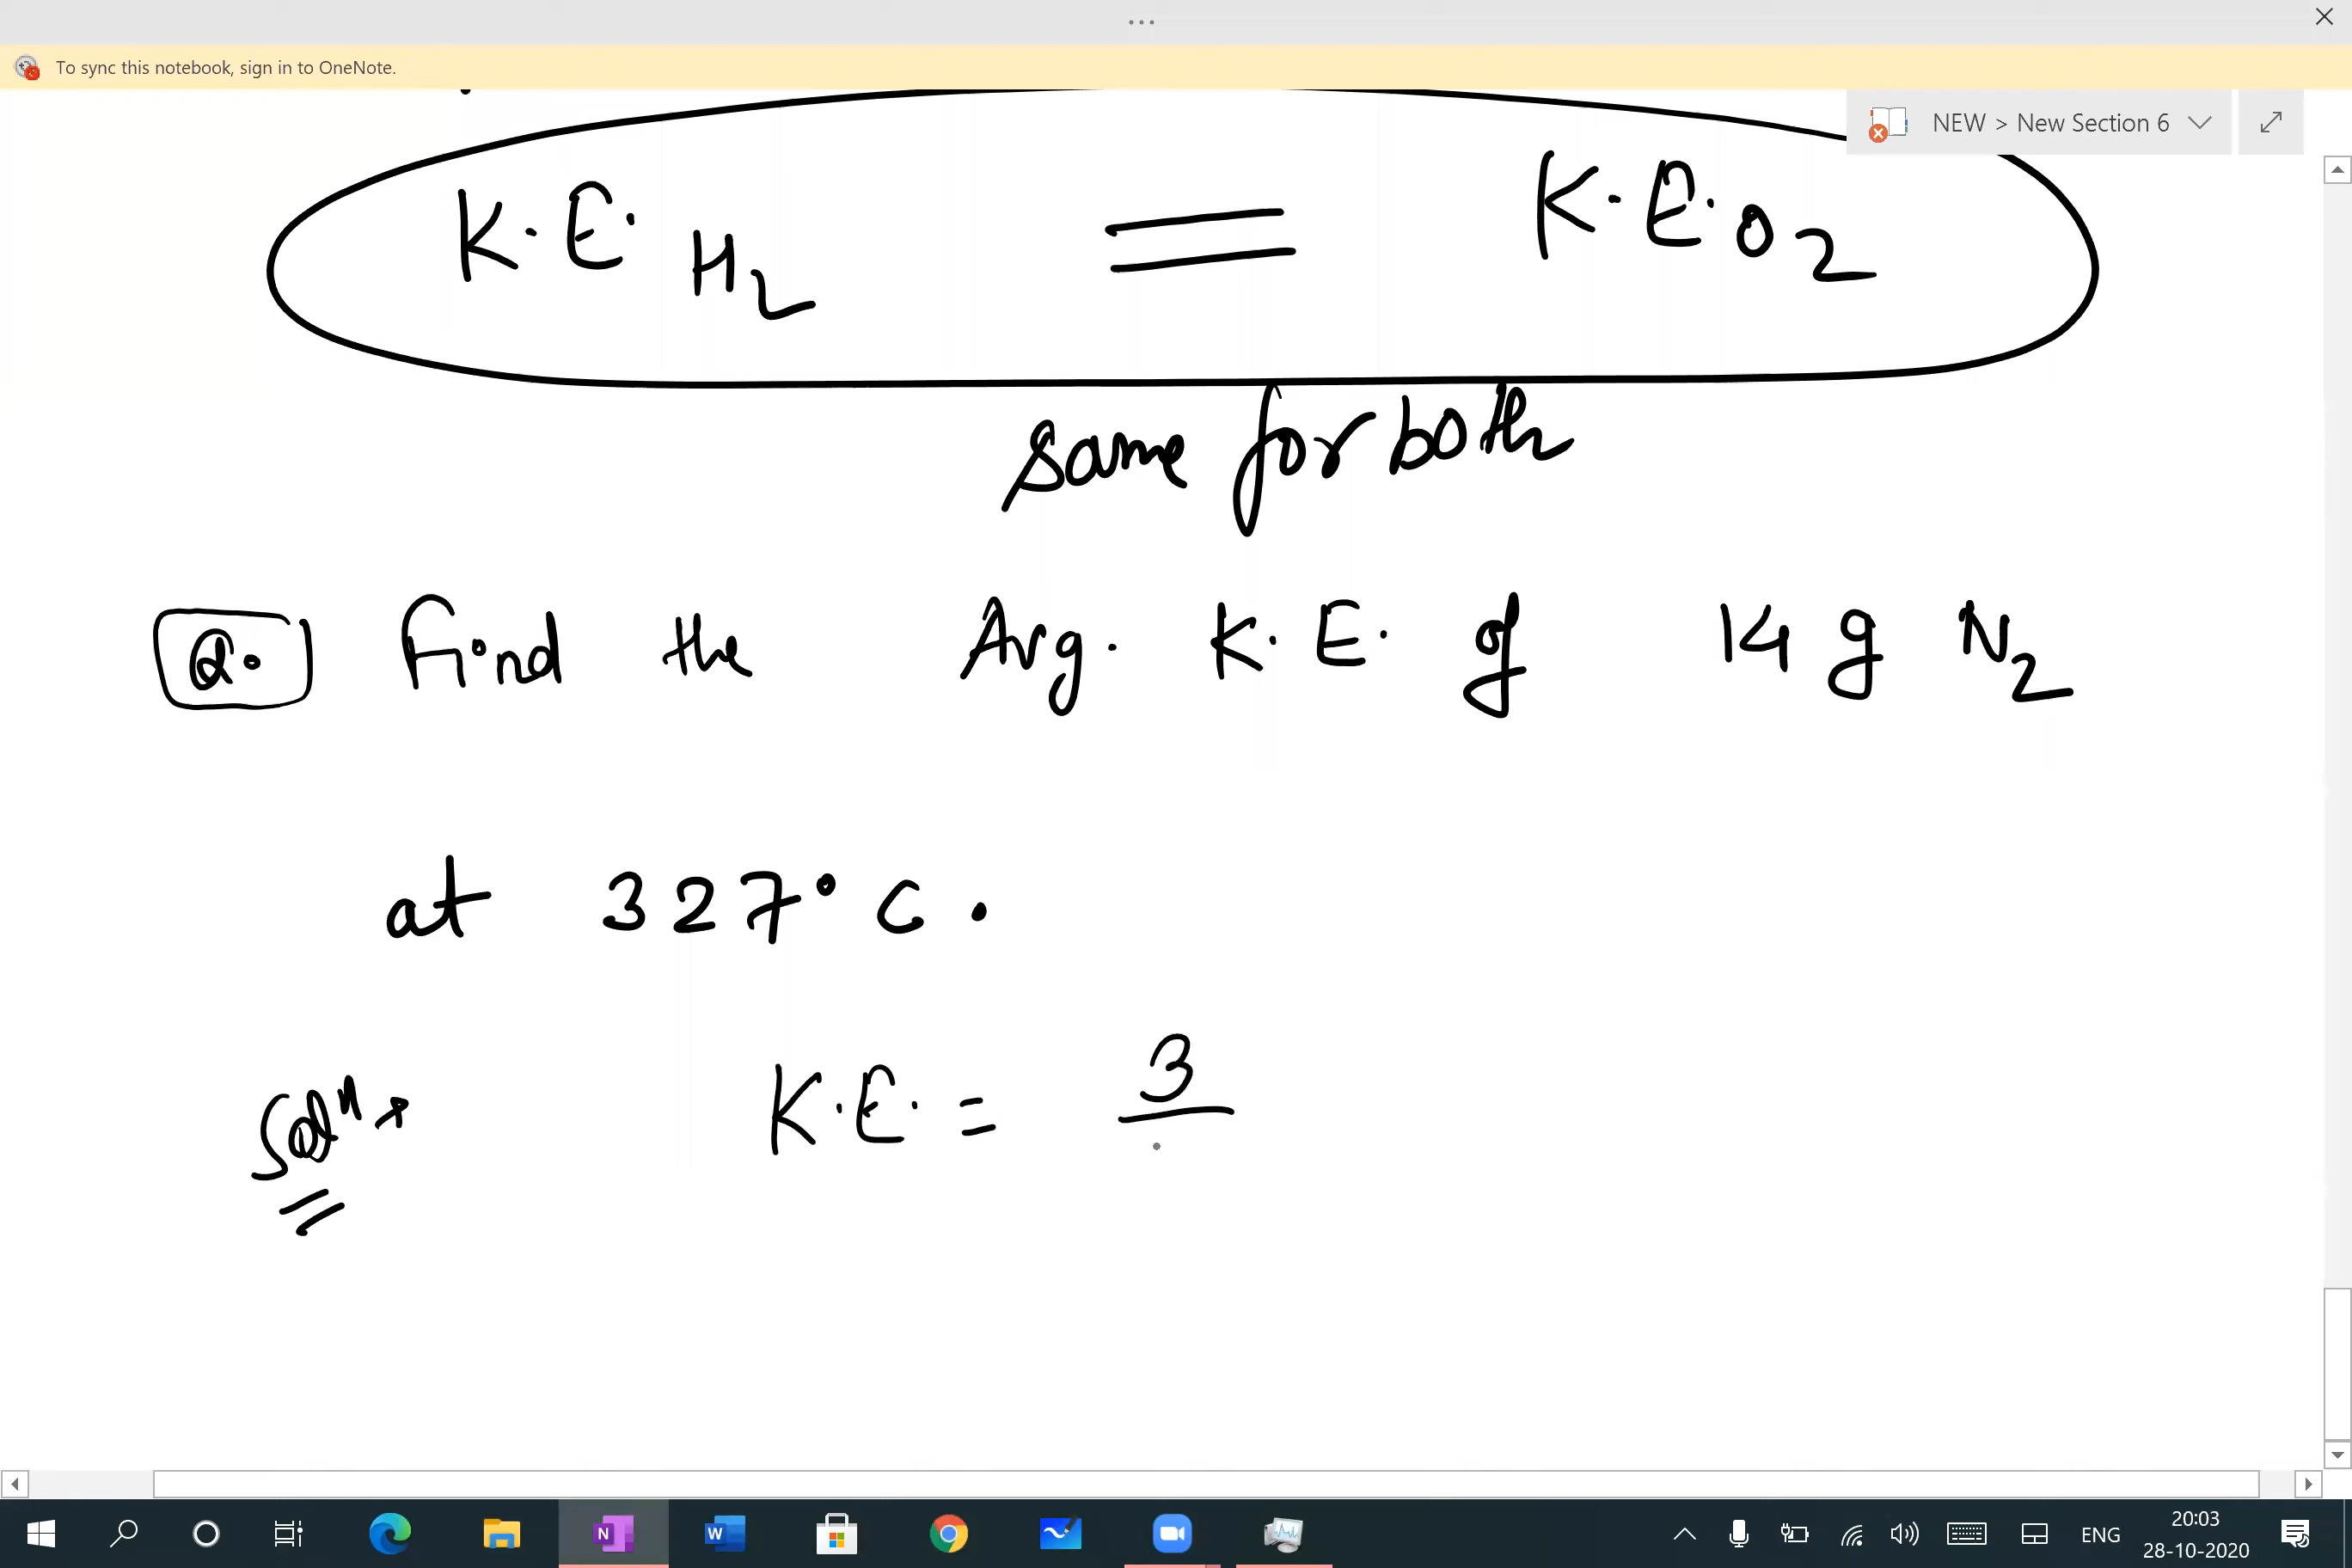 To sync this notebook, sign in to OneNote.
NEW > New Section 6
K.E. H2 = K.E. O2
same for both
Q. Find the Avg. K.E. of 14 g N2
at 327° C.
Solⁿ
K.E. = 3
ENG
20:03
28-10-2020